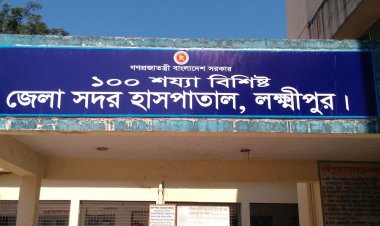 গণপ্রজাতন্ত্রী বাংলাদেশ সরকার
১০০ শয্যা বিশিষ্ট
জেলা সদর হাসপাতাল, লক্ষ্মীপুর।